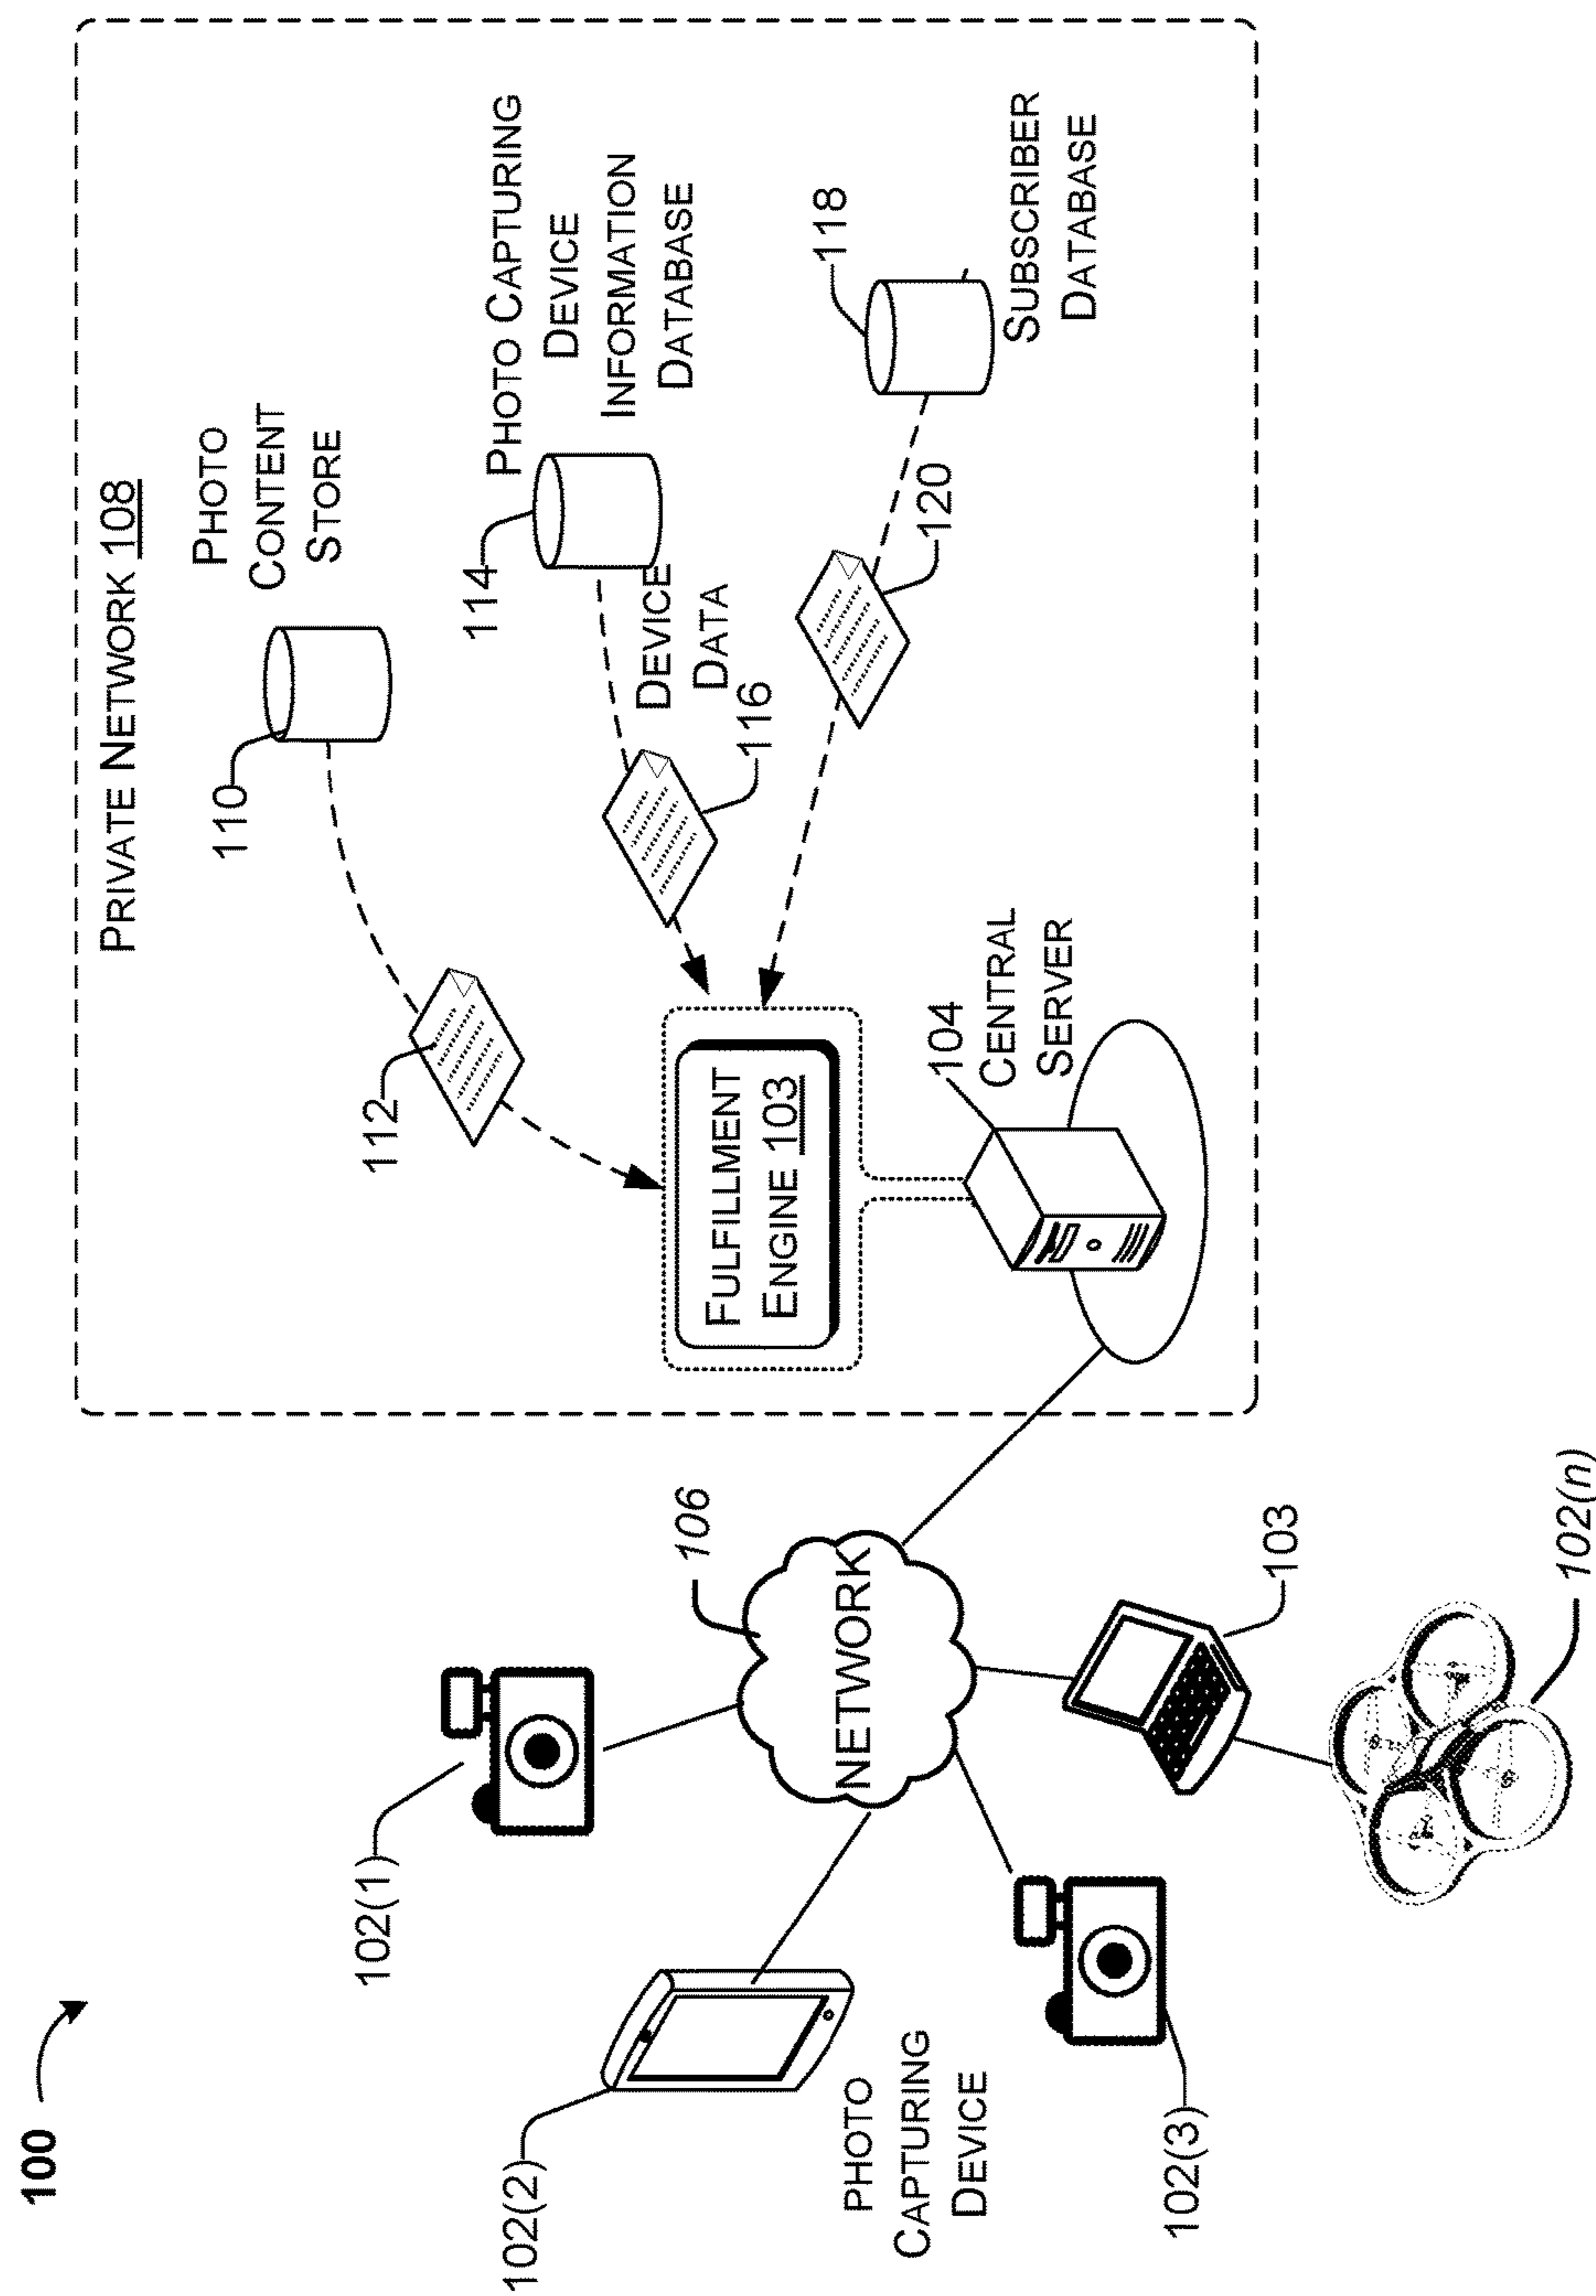 100
PRIVATE NETWORK 108
PHOTO
CONTENT
STORE
110
112
PHOTO CAPTURING
DEVICE
INFORMATION
DATABASE
114
DEVICE
DATA
116
118
SUBSCRIBER
DATABASE
120
FULFILLMENT
ENGINE 103
104
CENTRAL
SERVER
102(1)
106
NETWORK
102(2)
PHOTO
CAPTURING
DEVICE
102(3)
103
102(n)